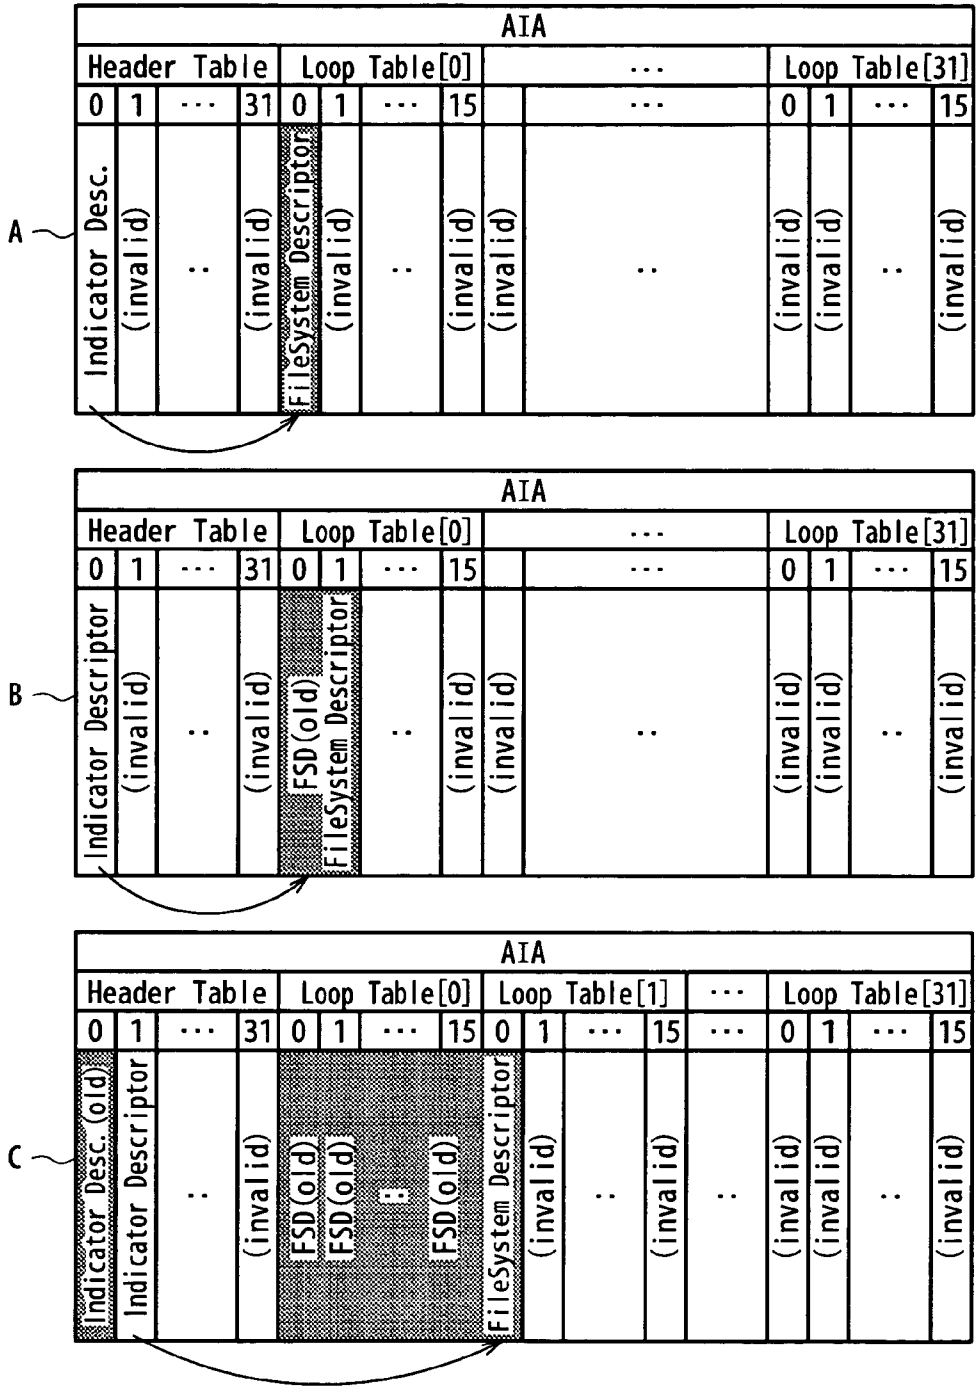 AIA
Header Table Loop Table[0] ... Loop Table[31]
0 1 ... 31 0 1 ... 15 ... 0 1 ... 15
A
Indicator Desc. (invalid) .. (invalid) FileSystem Descriptor (invalid) .. (invalid) (invalid) .. (invalid) (invalid) .. (invalid)
AIA
Header Table Loop Table[0] ... Loop Table[31]
0 1 ... 31 0 1 ... 15 ... 0 1 ... 15
B
Indicator Descriptor (invalid) .. (invalid) FSD(old) FileSystem Descriptor .. (invalid) (invalid) .. (invalid) (invalid) .. (invalid)
AIA
Header Table Loop Table[0] Loop Table[1] ... Loop Table[31]
0 1 ... 31 0 1 ... 15 0 1 ... 15 ... 0 1 ... 15
C
Indicator Desc.(old) Indicator Descriptor .. (invalid) FSD(old) FSD(old) .. FSD(old) FileSystem Descriptor (invalid) .. (invalid) .. (invalid) (invalid) .. (invalid)